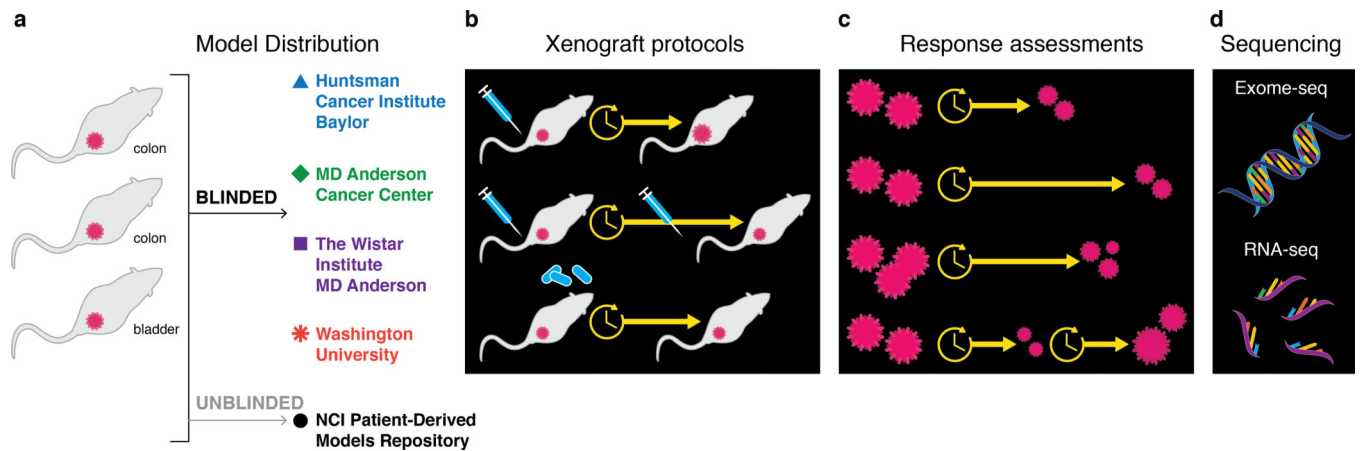 a
Model Distribution
colon
colon
bladder
BLINDED
UNBLINDED
Huntsman
Cancer Institute
Baylor
MD Anderson
Cancer Center
The Wistar
Institute
MD Anderson
Washington
University
NCI Patient-Derived
Models Repository
b
Xenograft protocols
c
Response assessments
d
Sequencing
Exome-seq
RNA-seq